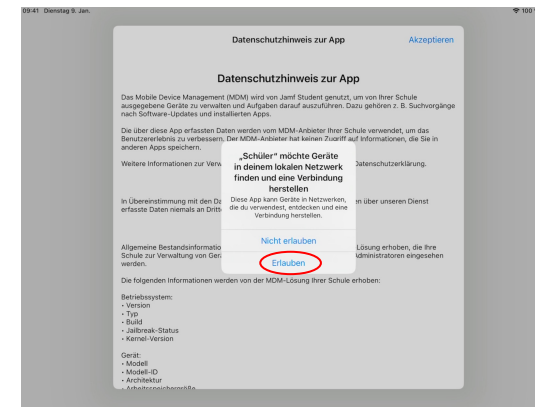 09:41 Dienstag 9. Jan.
100
Datenschutzhinweis zur App
Akzeptieren
Datenschutzhinweis zur App
Das Mobile Device Management (MDM) wird von Jamf Student genutzt, um von Ihrer Schule
ausgegebene Geräte zu verwalten und Aufgaben darauf auszuführen. Dazu gehören z. B. Suchvorgänge
nach Software-Updates und installierten Apps.
Die über diese App erfassten Daten werden vom MDM-Anbieter Ihrer Schule verwendet, um das
Benutzererlebnis zu verbessern. Der MDM-Anbieter hat keinen Zugriff auf Informationen, die Sie in
anderen Apps speichern.
Weitere Informationen zur Verw
Datenschutzerklärung.
In Übereinstimmung mit den Da
en über unseren Dienst
erfasste Daten niemals an Dritt
„Schüler" möchte Geräte
in deinem lokalen Netzwerk
finden und eine Verbindung
herstellen
Diese App kann Geräte in Netzwerken,
die du verwendest, entdecken und eine
Verbindung herstellen.
Nicht erlauben
Erlauben
Allgemeine Bestandsinformatio
Lösung erhoben, die Ihre
Schule zur Verwaltung von Gerä
Administratoren eingesehen
werden.
Die folgenden Informationen werden von der MDM-Lösung Ihrer Schule erhoben:
Betriebssystem:
• Version
• Typ
• Build
• Jailbreak-Status
• Kernel-Version
Gerät:
• Modell
• Modell-ID
• Architektur
• Arbeitsspeichergröße